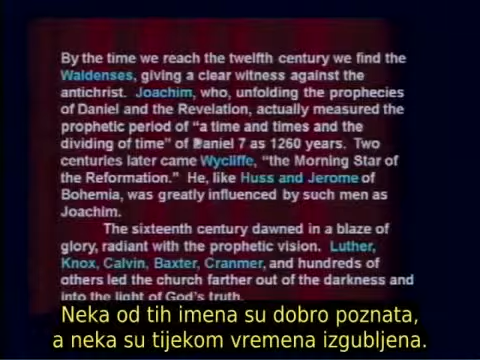 By the time we reach the twelfth century we find the
Waldenses, giving a clear witness against the
antichrist. Joachim, who, unfolding the prophecies
of Daniel and the Revelation, actually measured the
prophetic period of “a time and times and the
dividing of time” of Daniel 7 as 1260 years. Two
centuries later came Wycliffe, “the Morning Star of
the Reformation.” He, like Huss and Jerome of
Bohemia, was greatly influenced by such men as
Joachim.
The sixteenth century dawned in a blaze of
glory, radiant with the prophetic vision. Luther,
Knox, Calvin, Baxter, Cranmer, and hundreds of
others led the church farther out of the darkness and
into the light of God's truth.
Neka od tih imena su dobro poznata,
a neka su tijekom vremena izgubljena.